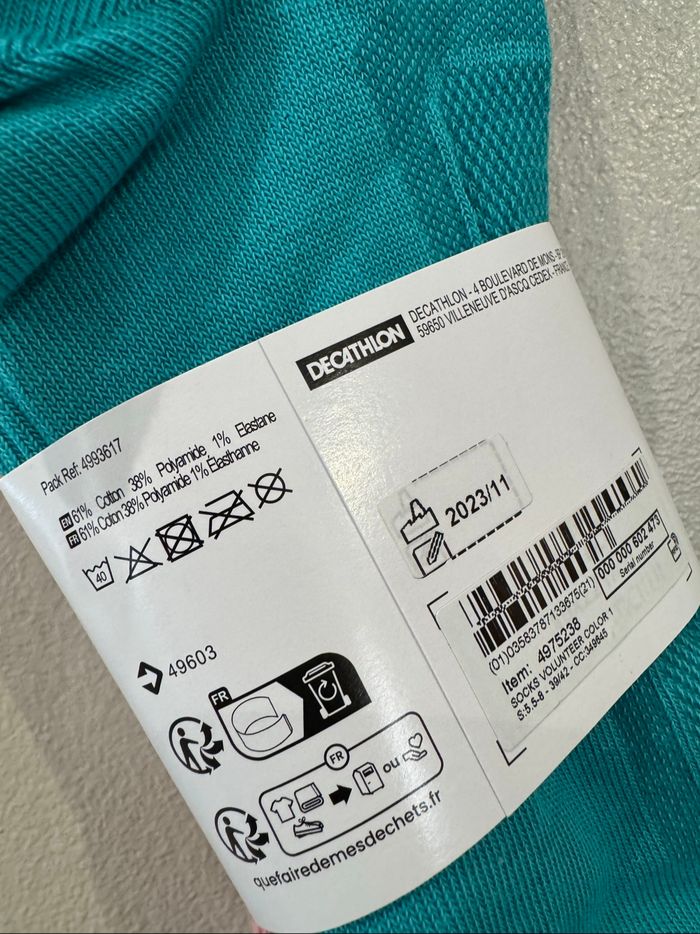 Pack Ref: 4993617
EN 61% Cotton 38% Polyamide 1% Elastane
FR 61% Coton 38% Polyamide 1% Élasthanne
40
49603
FR
FR
ou
quefairedemesdechets.fr
DECATHLON
DECATHLON - 4 BOULEVARD DE MONS -
59650 VILLENEUVE D'ASCQ CEDEX - FRANCE
2023/11
(01)03583787133675(21)
000 000 602 473
Serial number
Item: 4975238
SOCKS VOLUNTEER COLOR 1
S:5.5-8 - 39/42 - CC:349845